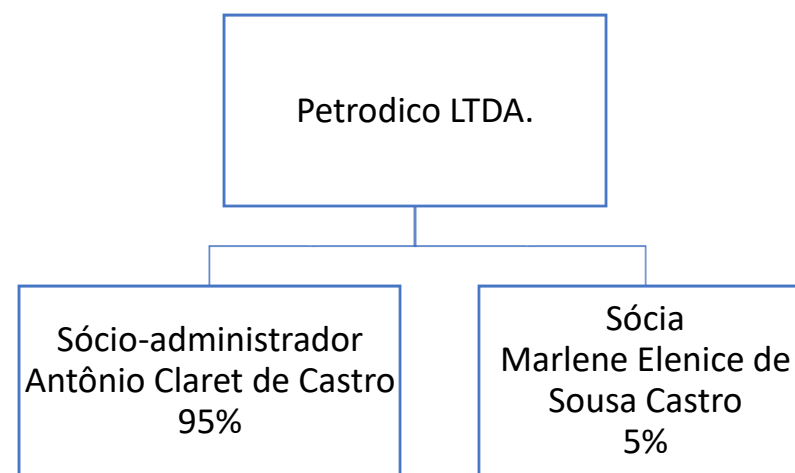 Petrodico LTDA.
Sócio-administrador
Antônio Claret de Castro
95%
Sócia
Marlene Elenice de
Sousa Castro
5%